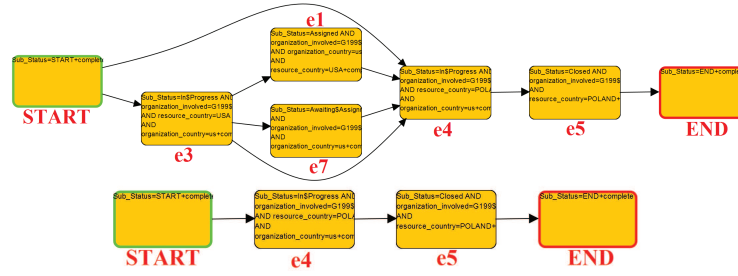 e1
Sub_Status=Assigned AND
organization_involved=G199$
AND organization_country=us
AND
resource_country=USA+com
Sub_Status=START+complete
START
Sub_Status=In$Progress AND
organization_involved=G199$
AND resource_country=USA
AND
organization_country=us+com
e3
Sub_Status=Awaiting$Assign
AND
organization_involved=G199$
AND
organization_country=us+com
e7
Sub_Status=In$Progress AND
organization_involved=G199$
AND resource_country=POLA
AND
organization_country=us+com
e4
Sub_Status=Closed AND
organization_involved=G199$
AND
resource_country=POLAND+
e5
Sub_Status=END+complete
END
Sub_Status=START+complete
START
Sub_Status=In$Progress AND
organization_involved=G199$
AND resource_country=POLA
AND
organization_country=us+com
e4
Sub_Status=Closed AND
organization_involved=G199$
AND
resource_country=POLAND+
e5
Sub_Status=END+complete
END